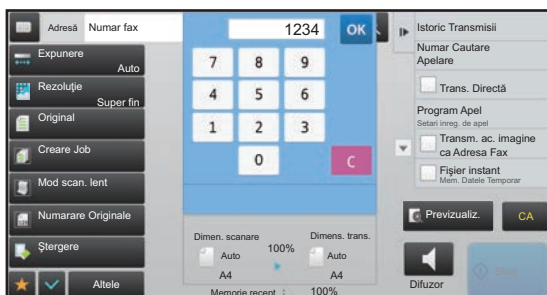 Adresă
Numar fax
1234
OK
Istoric Transmisii
Numar Cautare
Apelare
Trans. Directă
Program Apel
Setari inreg. de apel
Transm. ac. imagine
ca Adresa Fax
Fişier instant
Mem. Datele Temporar
Previzualiz.
CA
Difuzor
Start
Expunere
Auto
Rezoluţie
Super fin
Original
Creare Job
Mod scan. lent
Numarare Originale
Ştergere
Altele
7 8 9
4 5 6
1 2 3
0 C
Dimen. scanare
100%
Dimens. trans.
Auto
A4
Auto
A4
Memorie recept. : 100%